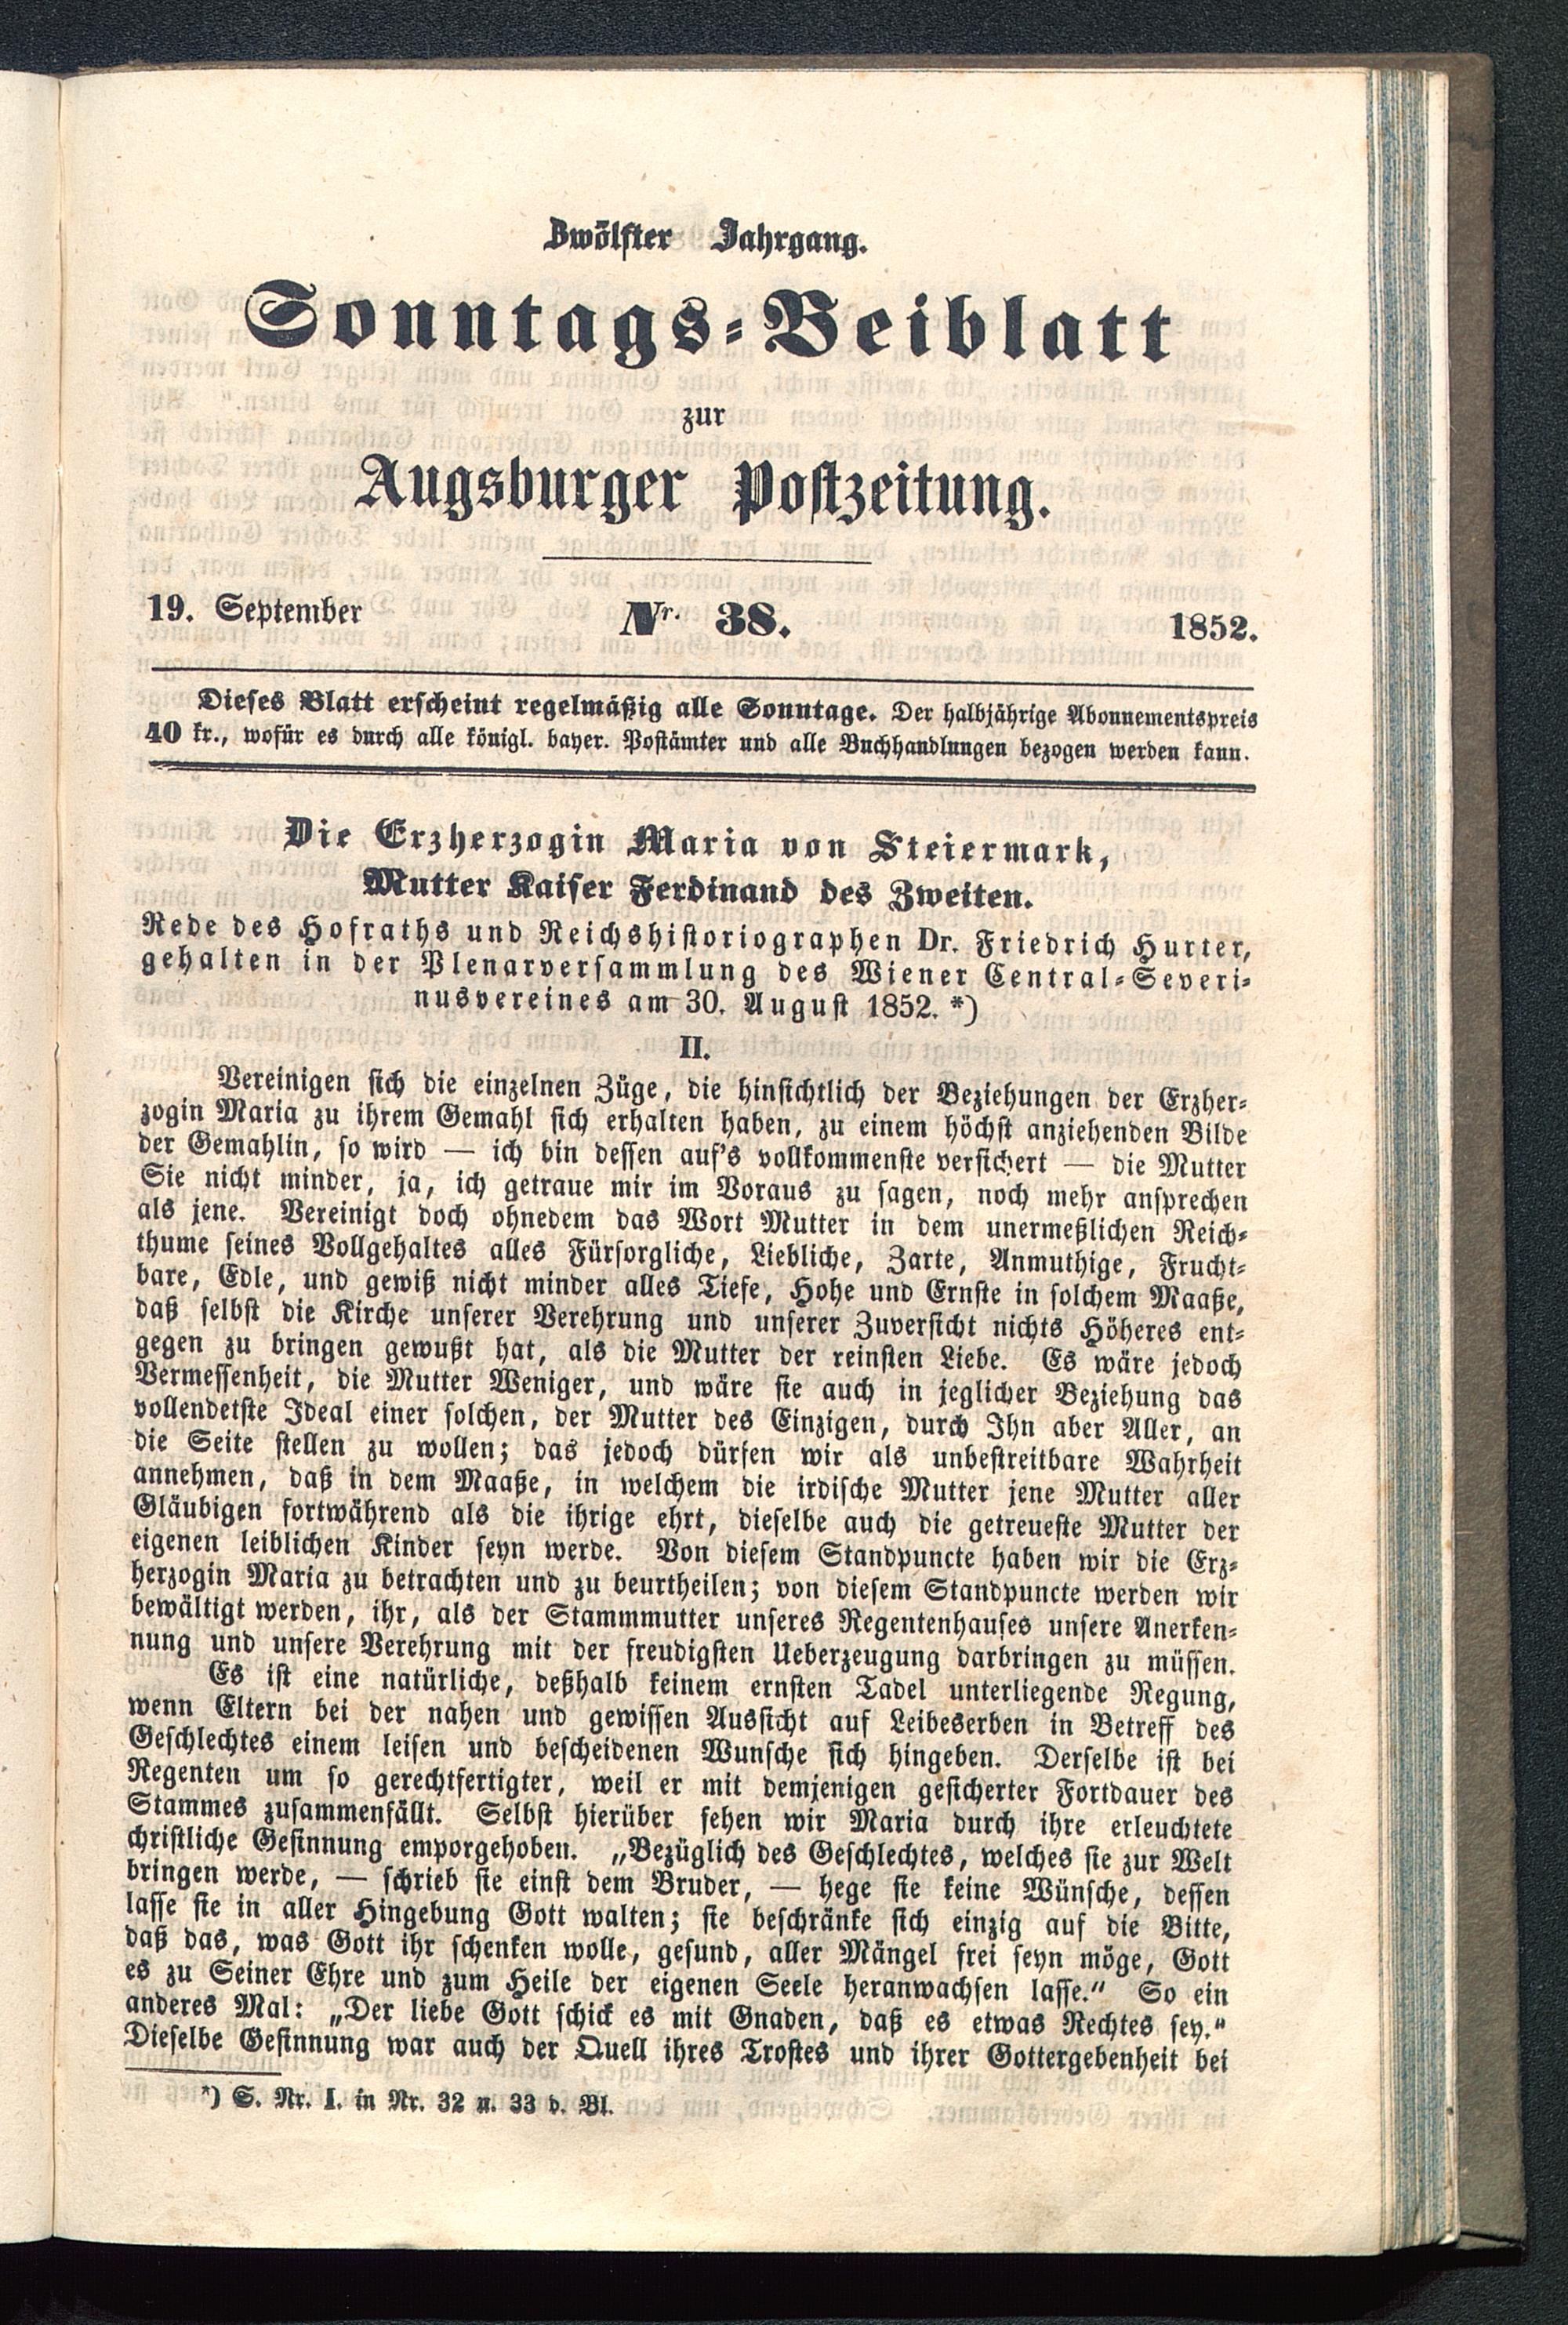 Zwölfter Jahrgang.
Sonntags-Beiblatt
zur
Augsburger Postzeitung.
19. September Nr. 38. 1852.
Dieses Blatt erscheint regelmäßig alle Sonntage. Der halbjährige Abonnementspreis
40 kr., wofür es durch alle königl. bayer. Postämter und alle Buchhandlungen bezogen werden kann.
Die Erzherzogin Maria von Steiermark,
Mutter Kaiser Ferdinand des Zweiten.
Rede des Hofraths und Reichshistoriographen Dr. Friedrich Hurter,
gehalten in der Plenarversammlung des Wiener Central-Severi-
nusvereines am 30. August 1852. *)
II.
Vereinigen sich die einzelnen Züge, die hinsichtlich der Beziehungen der Erzher-
zogin Maria zu ihrem Gemahl sich erhalten haben, zu einem höchst anziehenden Bilde
der Gemahlin, so wird — ich bin dessen auf's vollkommenste versichert — die Mutter
Sie nicht minder, ja, ich getraue mir im Voraus zu sagen, noch mehr ansprechen
als jene. Vereinigt doch ohnedem das Wort Mutter in dem unermeßlichen Reich-
thume seines Vollgehaltes alles Fürsorgliche, Liebliche, Zarte, Anmuthige, Frucht-
bare, Edle, und gewiß nicht minder alles Tiefe, Hohe und Ernste in solchem Maaße,
daß selbst die Kirche unserer Verehrung und unserer Zuversicht nichts Höheres ent-
gegen zu bringen gewußt hat, als die Mutter der reinsten Liebe. Es wäre jedoch
Vermessenheit, die Mutter Weniger, und wäre sie auch in jeglicher Beziehung das
vollendetste Ideal einer solchen, der Mutter des Einzigen, durch Ihn aber Aller, an
die Seite stellen zu wollen; das jedoch dürfen wir als unbestreitbare Wahrheit
annehmen, daß in dem Maaße, in welchem die irdische Mutter jene Mutter aller
Gläubigen fortwährend als die ihrige ehrt, dieselbe auch die getreueste Mutter der
eigenen leiblichen Kinder seyn werde. Von diesem Standpuncte haben wir die Erz-
herzogin Maria zu betrachten und zu beurtheilen; von diesem Standpuncte werden wir
bewältigt werden, ihr, als der Stammmutter unseres Regentenhauses unsere Anerken-
nung und unsere Verehrung mit der freudigsten Ueberzeugung darbringen zu müssen.
Es ist eine natürliche, deßhalb keinem ernsten Tadel unterliegende Regung,
wenn Eltern bei der nahen und gewissen Aussicht auf Leibeserben in Betreff des
Geschlechtes einem leisen und bescheidenen Wunsche sich hingeben. Derselbe ist bei
Regenten um so gerechtfertigter, weil er mit demjenigen gesicherter Fortdauer des
Stammes zusammenfällt. Selbst hierüber sehen wir Maria durch ihre erleuchtete
christliche Gesinnung emporgehoben. „Bezüglich des Geschlechtes, welches sie zur Welt
bringen werde, — schrieb sie einst dem Bruder, — hege sie keine Wünsche, dessen
lasse sie in aller Hingebung Gott walten; sie beschränke sich einzig auf die Bitte,
daß das, was Gott ihr schenken wolle, gesund, aller Mängel frei seyn möge, Gott
es zu Seiner Ehre und zum Heile der eigenen Seele heranwachsen lasse.“ So ein
anderes Mal: „Der liebe Gott schick es mit Gnaden, daß es etwas Rechtes sey.“
Dieselbe Gesinnung war auch der Quell ihres Trostes und ihrer Gottergebenheit bei
*) S. Nr. I. in Nr. 32 u. 33 d. Bl.